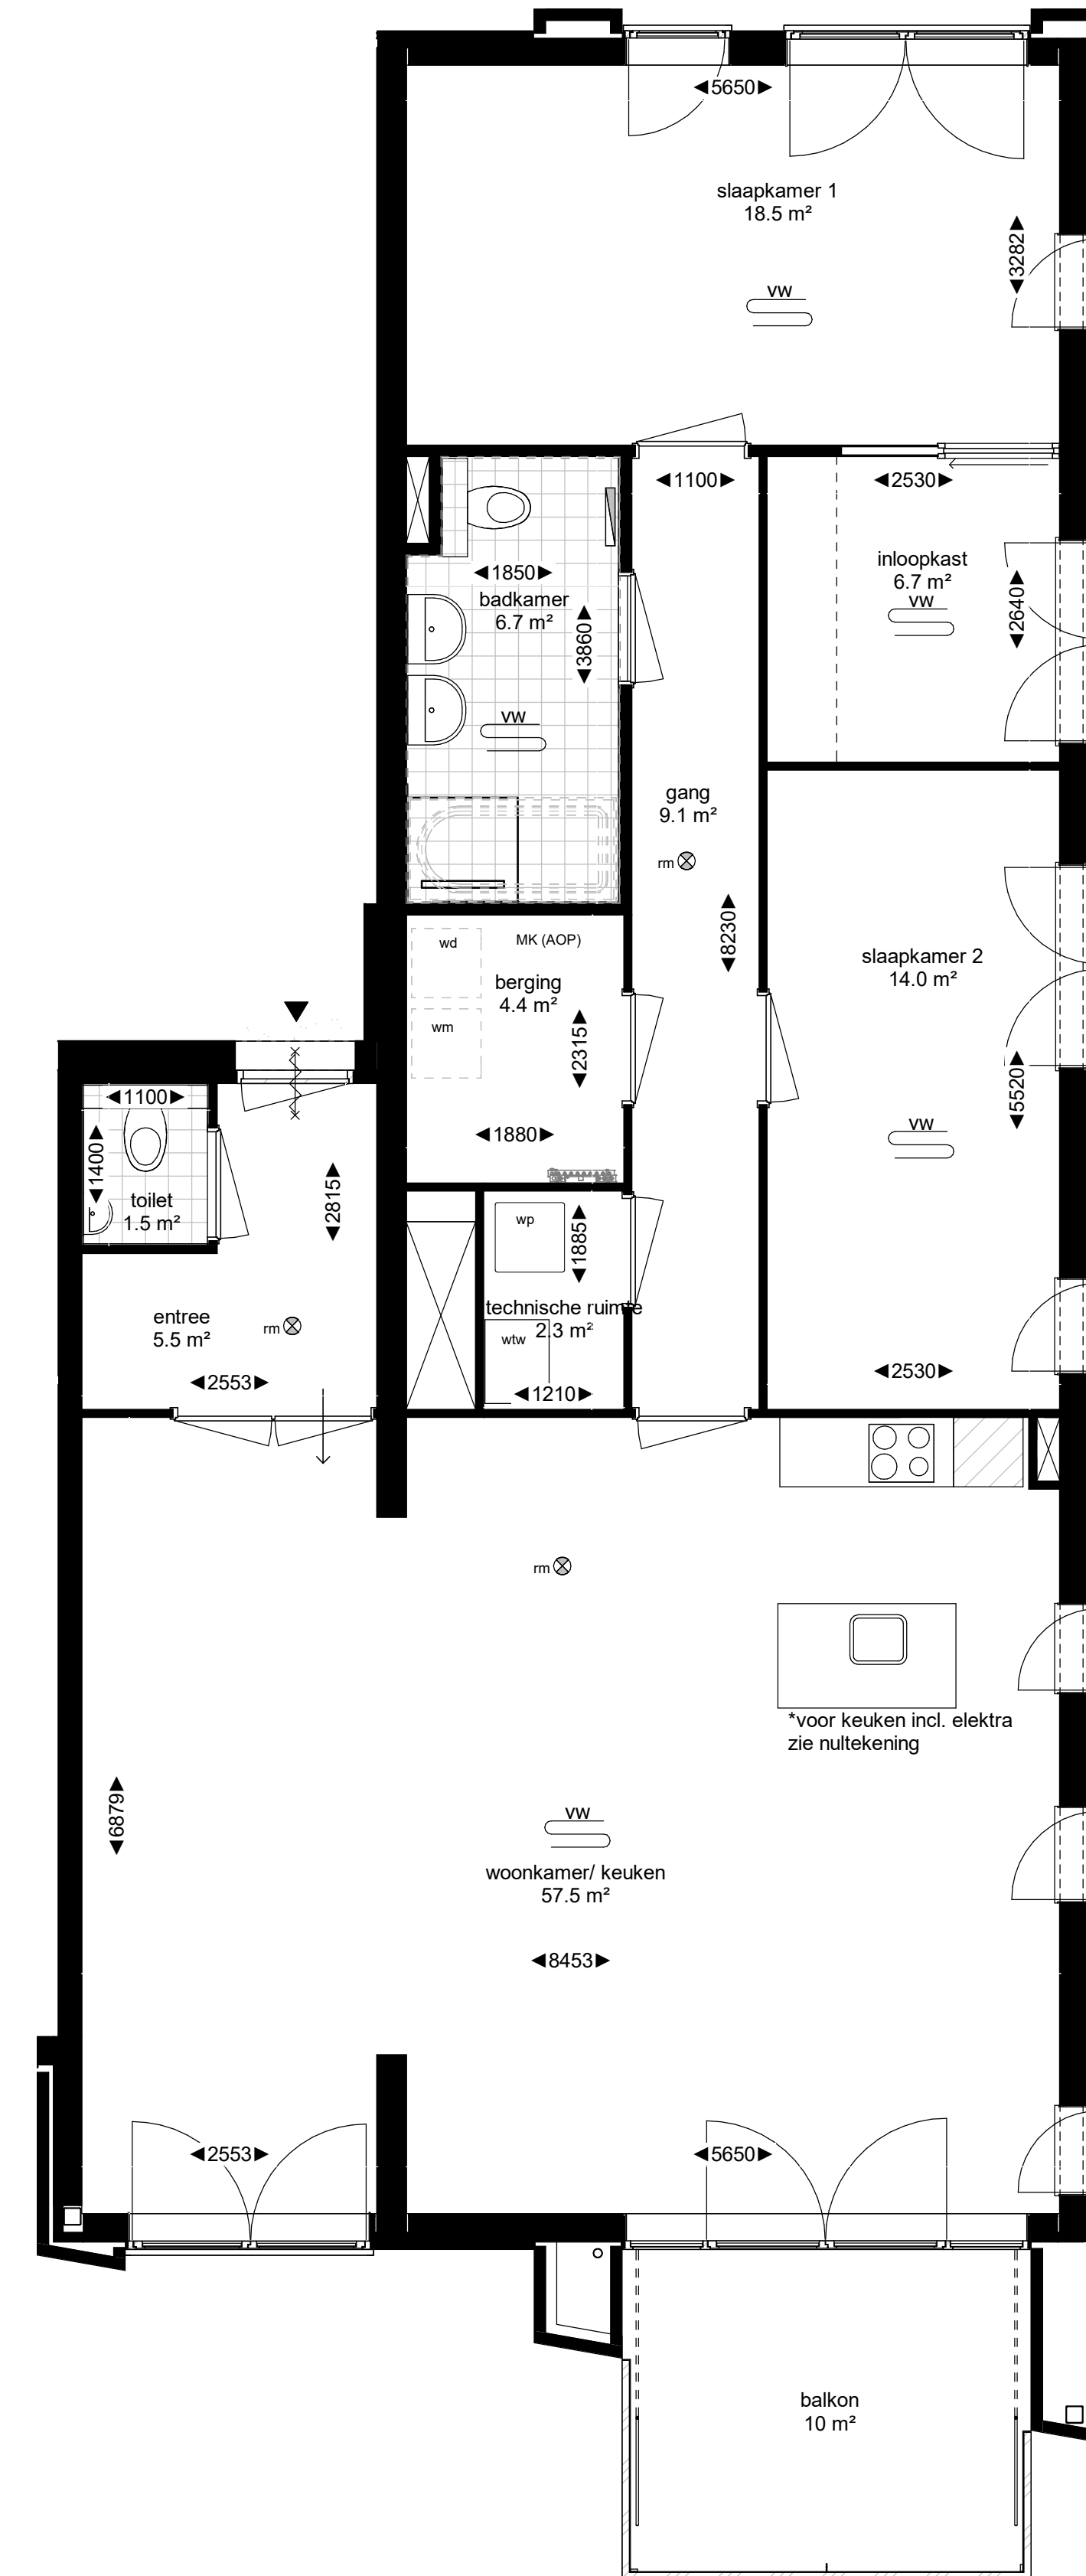 5650
slaapkamer 1
18.5 m²
3282
vw
1100
2530
inloopkast
6.7 m²
vw
2640
1850
badkamer
6.7 m²
3860
vw
gang
9.1 m²
rm
8230
wd
MK (AOP)
berging
4.4 m²
wm
2315
1880
slaapkamer 2
14.0 m²
5520
vw
2530
1100
1400
toilet
1.5 m²
2815
entree
5.5 m²
rm
2553
wp
1885
technische ruimte
2.3 m²
wtw
1210
rm
*voor keuken incl. elektra
zie nultekening
6879
vw
woonkamer/ keuken
57.5 m²
8453
2553
5650
balkon
10 m²